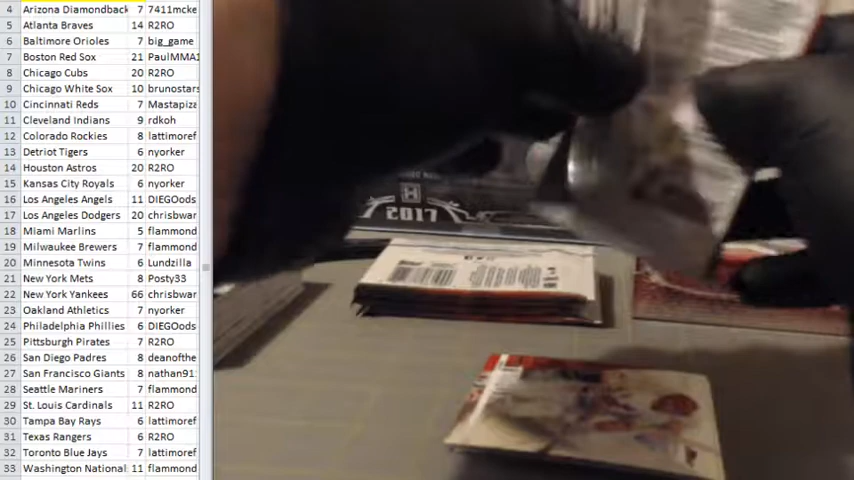 4 Arizona Diamondback 7 7411mcke
5 Atlanta Braves 14 R2RO
6 Baltimore Orioles 7 big_game
7 Boston Red Sox 21 PaulMMA1
8 Chicago Cubs 20 R2RO
9 Chicago White Sox 10 brunostars
10 Cincinnati Reds 7 Mastapiza
11 Cleveland Indians 9 rdkoh
12 Colorado Rockies 8 lattimoref
13 Detriot Tigers 6 nyorker
14 Houston Astros 20 R2RO
15 Kansas City Royals 6 nyorker
16 Los Angeles Angels 11 DIEGOods
17 Los Angeles Dodgers 20 chrisbwar
18 Miami Marlins 5 flammond
19 Milwaukee Brewers 7 flammond
20 Minnesota Twins 6 Lundzilla
21 New York Mets 8 Posty33
22 New York Yankees 66 chrisbwar
23 Oakland Athletics 7 nyorker
24 Philadelphia Phillies 6 DIEGOods
25 Pittsburgh Pirates 7 R2RO
26 San Diego Padres 8 deanofthe
27 San Francisco Giants 8 nathan911
28 Seattle Mariners 7 flammond
29 St. Louis Cardinals 11 R2RO
30 Tampa Bay Rays 6 lattimoref
31 Texas Rangers 6 R2RO
32 Toronto Blue Jays 7 lattimoref
33 Washington National 11 flammond
2017